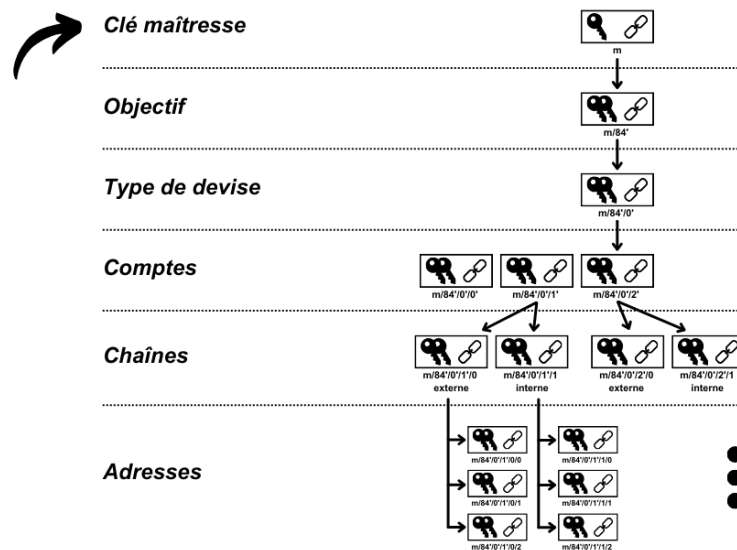 Clé maîtresse
m
Objectif
m/84'
Type de devise
m/84'/0'
Comptes
m/84'/0'/0' m/84'/0'/1' m/84'/0'/2'
Chaînes
m/84'/0'/1'/0 m/84'/0'/1'/1 m/84'/0'/2'/0 m/84'/0'/2'/1
externe interne externe interne
Adresses
m/84'/0'/1'/0/0 m/84'/0'/1'/1/0
m/84'/0'/1'/0/1 m/84'/0'/1'/1/1
m/84'/0'/1'/0/2 m/84'/0'/1'/1/2